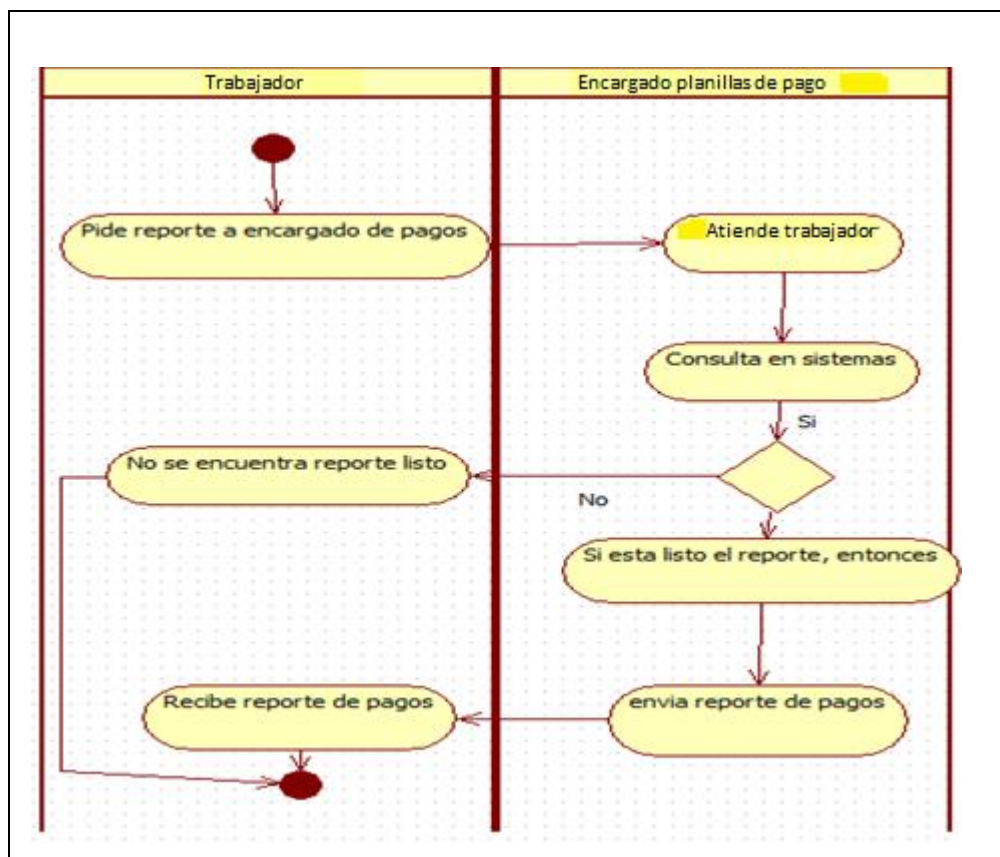 Trabajador
Encargado planillas de pago
Pide reporte a encargado de pagos
Atiende trabajador
Consulta en sistemas
Si
No se encuentra reporte listo
No
Si esta listo el reporte, entonces
Recibe reporte de pagos
envia reporte de pagos